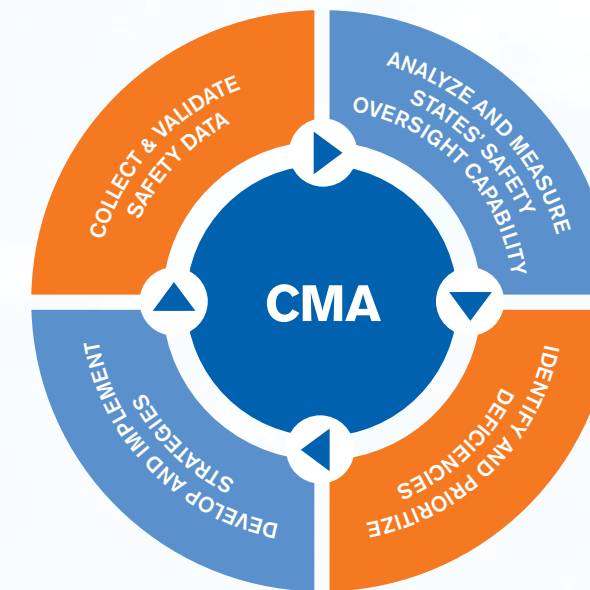 COLLECT & VALIDATE
SAFETY DATA
ANALYZE AND MEASURE
STATES' SAFETY
OVERSIGHT CAPABILITY
CMA
IDENTIFY AND PRIORITIZE
DEFICIENCIES
DEVELOP AND IMPLEMENT
STRATEGIES